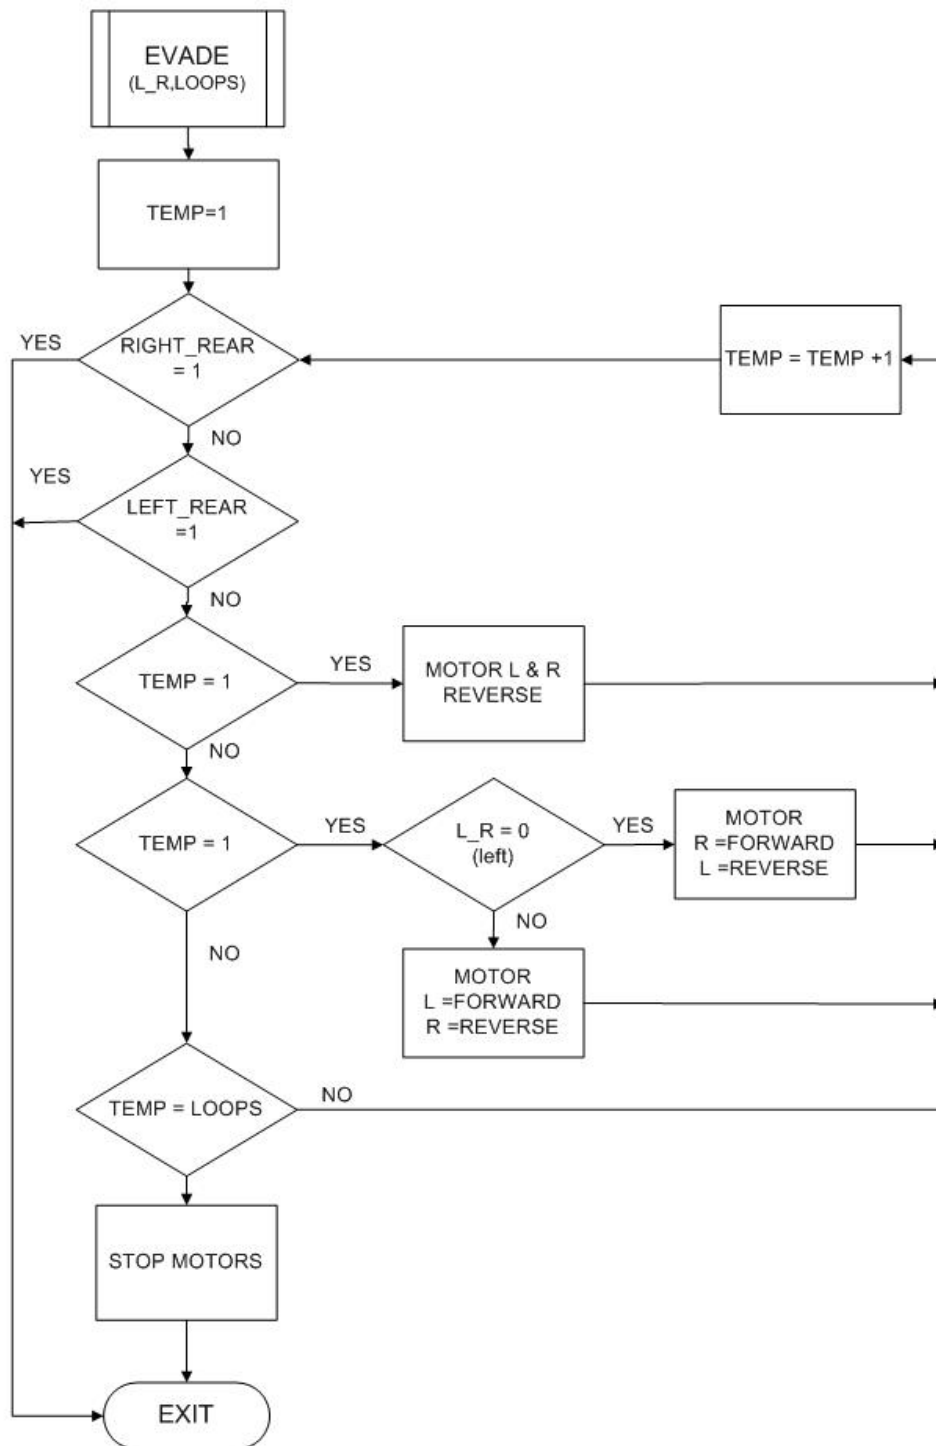 EVADE
(L_R,LOOPS)
TEMP=1
YES
RIGHT_REAR
= 1
TEMP = TEMP +1
NO
YES
LEFT_REAR
=1
NO
TEMP = 1
YES
MOTOR L & R
REVERSE
NO
TEMP = 1
YES
L_R = 0
(left)
YES
MOTOR
R =FORWARD
L =REVERSE
NO
NO
MOTOR
L =FORWARD
R =REVERSE
TEMP = LOOPS
NO
STOP MOTORS
EXIT